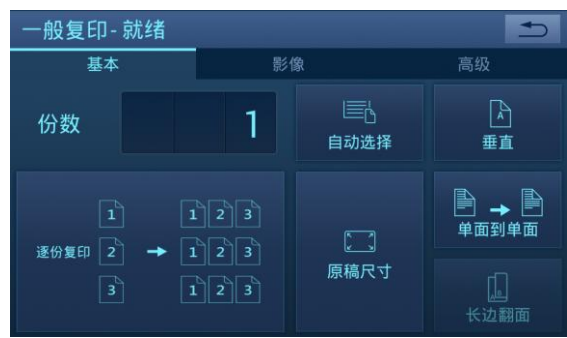 一般复印-就绪
基本
影像
高级
份数
1
自动选择
A
垂直
逐份复印
1
2
3
1 2 3
1 2 3
1 2 3
原稿尺寸
单面到单面
A B
长边翻面